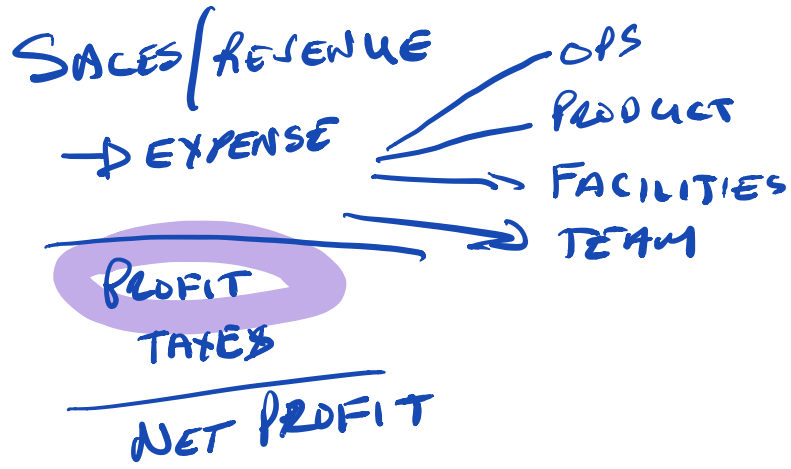 SALES/REVENUE
→ EXPENSE
OPS
PRODUCT
FACILITIES
TEAM
PROFIT
TAXES
NET PROFIT